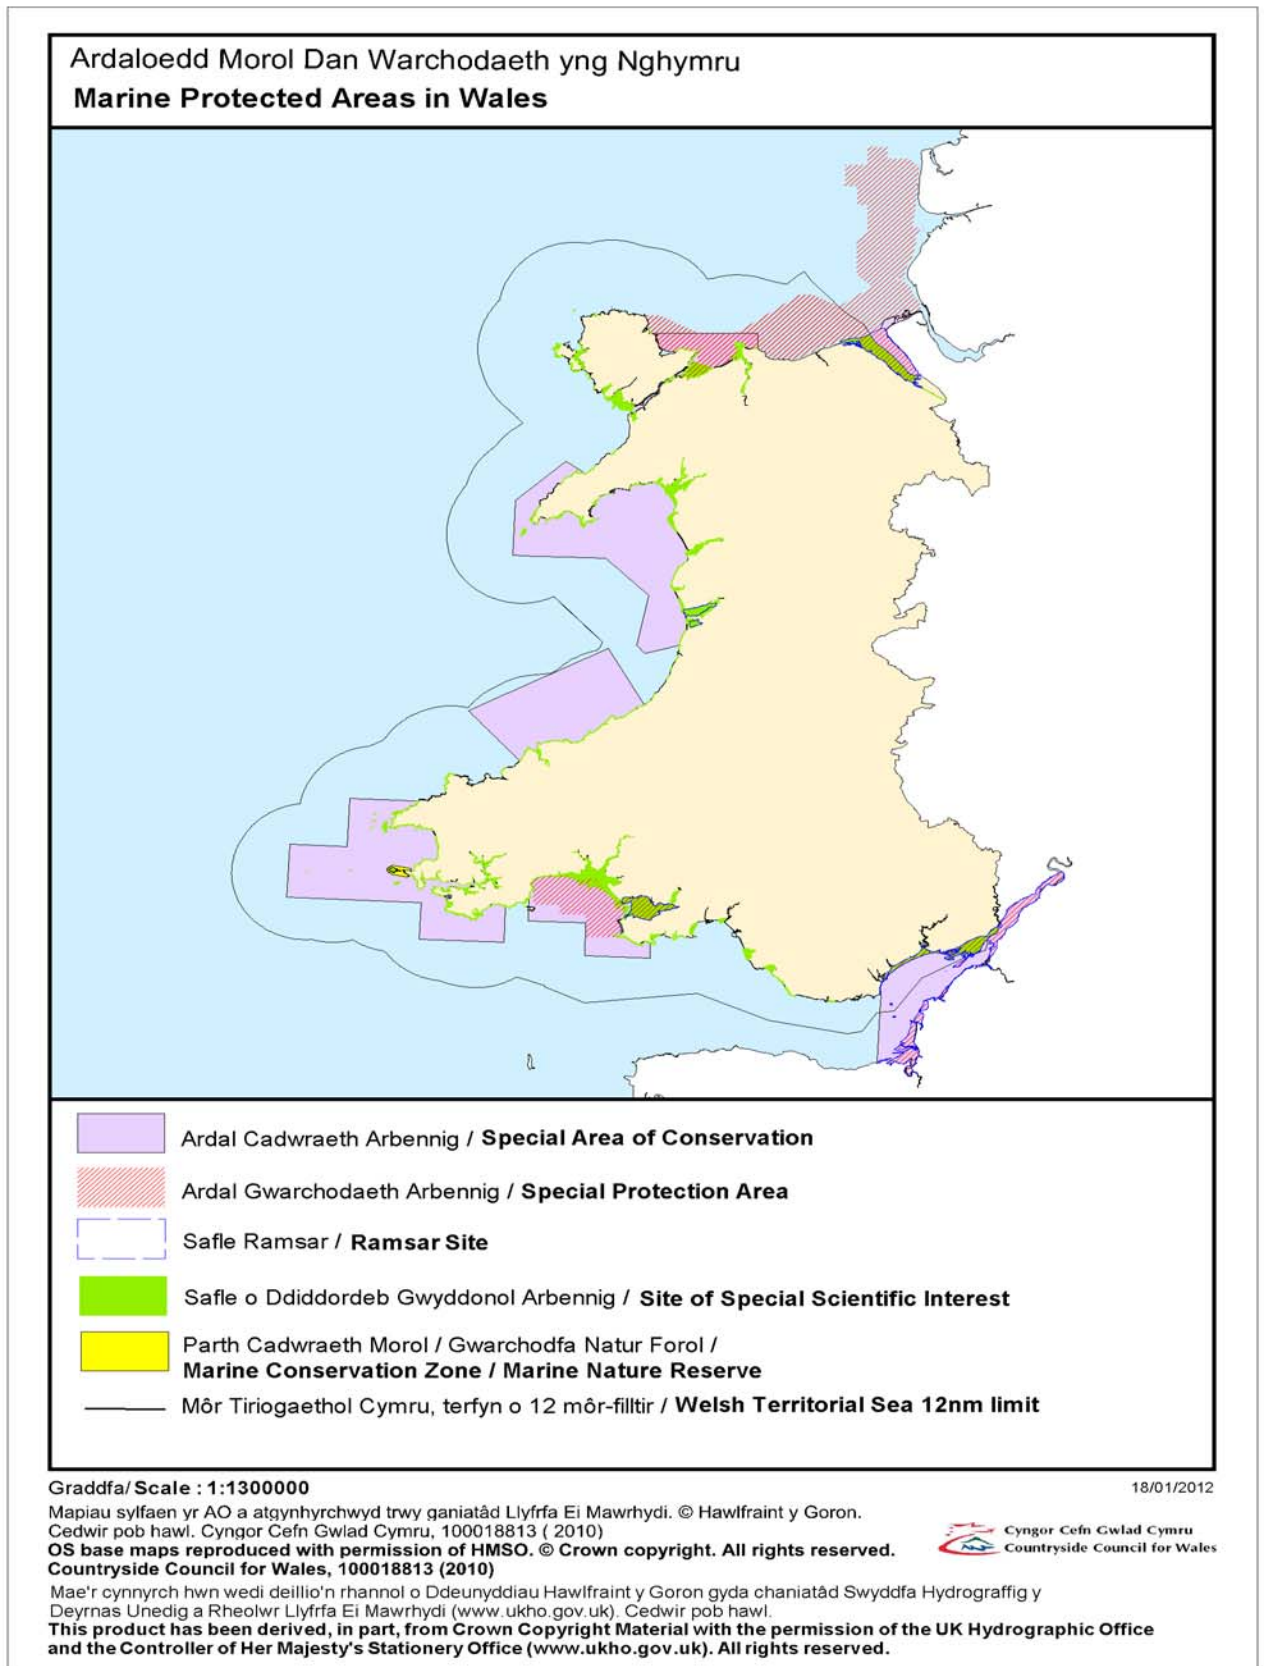 Ardaloedd Morol Dan Warchodaeth yng Nghymru
Marine Protected Areas in Wales
Ardal Cadwraeth Arbennig / Special Area of Conservation
Ardal Gwarchodaeth Arbennig / Special Protection Area
Safle Ramsar / Ramsar Site
Safle o Ddiddordeb Gwyddonol Arbennig / Site of Special Scientific Interest
Parth Cadwraeth Morol / Gwarchodfa Natur Forol /
Marine Conservation Zone / Marine Nature Reserve
Môr Tiriogaethol Cymru, terfyn o 12 môr-filltir / Welsh Territorial Sea 12nm limit
Graddfa/ Scale : 1:1300000
18/01/2012
Mapiau sylfaen yr AO a atgynhyrchwyd trwy ganiatâd Llyfrfa Ei Mawrhydi. © Hawlfraint y Goron.
Cedwir pob hawl. Cyngor Cefn Gwlad Cymru, 100018813 ( 2010)
OS base maps reproduced with permission of HMSO. © Crown copyright. All rights reserved.
Countryside Council for Wales, 100018813 (2010)
Cyngor Cefn Gwlad Cymru
Countryside Council for Wales
Mae'r cynnyrch hwn wedi deillio'n rhannol o Ddeunyddiau Hawlfraint y Goron gyda chaniatâd Swyddfa Hydrograffig y
Deyrnas Unedig a Rheolwr Llyfrfa Ei Mawrhydi (www.ukho.gov.uk). Cedwir pob hawl.
This product has been derived, in part, from Crown Copyright Material with the permission of the UK Hydrographic Office
and the Controller of Her Majesty's Stationery Office (www.ukho.gov.uk). All rights reserved.